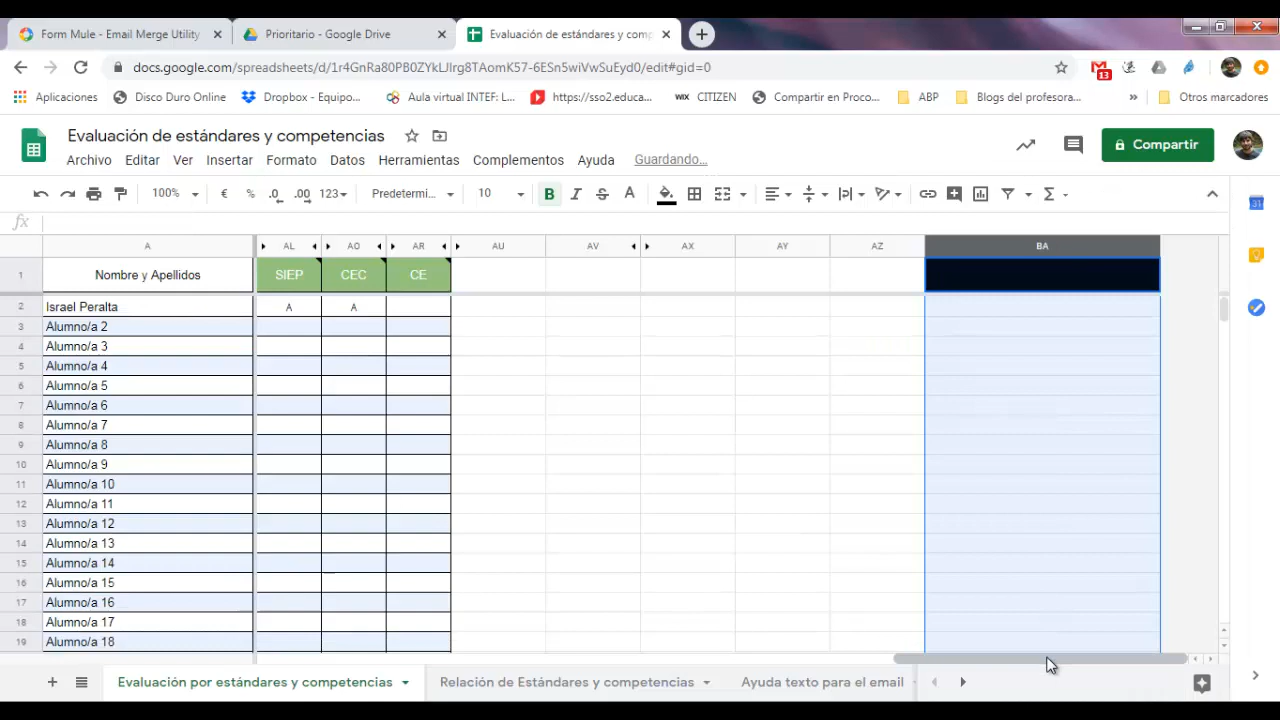 Form Mule - Email Merge Utility
Prioritario - Google Drive
Evaluación de estándares y comp
docs.google.com/spreadsheets/d/1r4GnRa80PB0ZYkLJIrg8TAomK57-6ESn5wiVwSuEyd0/edit#gid=0
13
Aplicaciones
Disco Duro Online
Dropbox - Equipo...
Aula virtual INTEF: L...
https://sso2.educa...
WIX CITIZEN
Compartir en Proco...
ABP
Blogs del profesora...
»
Otros marcadores
Evaluación de estándares y competencias
Archivo Editar Ver Insertar Formato Datos Herramientas Complementos Ayuda Guardando...
Compartir
100% € % .0 .00 123 Predetermi... 10 B I S A Σ
fx
A AL AO AR AU AV AX AY AZ BA
1 Nombre y Apellidos SIEP CEC CE
2 Israel Peralta A A
3 Alumno/a 2
4 Alumno/a 3
5 Alumno/a 4
6 Alumno/a 5
7 Alumno/a 6
8 Alumno/a 7
9 Alumno/a 8
10 Alumno/a 9
11 Alumno/a 10
12 Alumno/a 11
13 Alumno/a 12
14 Alumno/a 13
15 Alumno/a 14
16 Alumno/a 15
17 Alumno/a 16
18 Alumno/a 17
19 Alumno/a 18
Evaluación por estándares y competencias
Relación de Estándares y competencias
Ayuda texto para el email
31